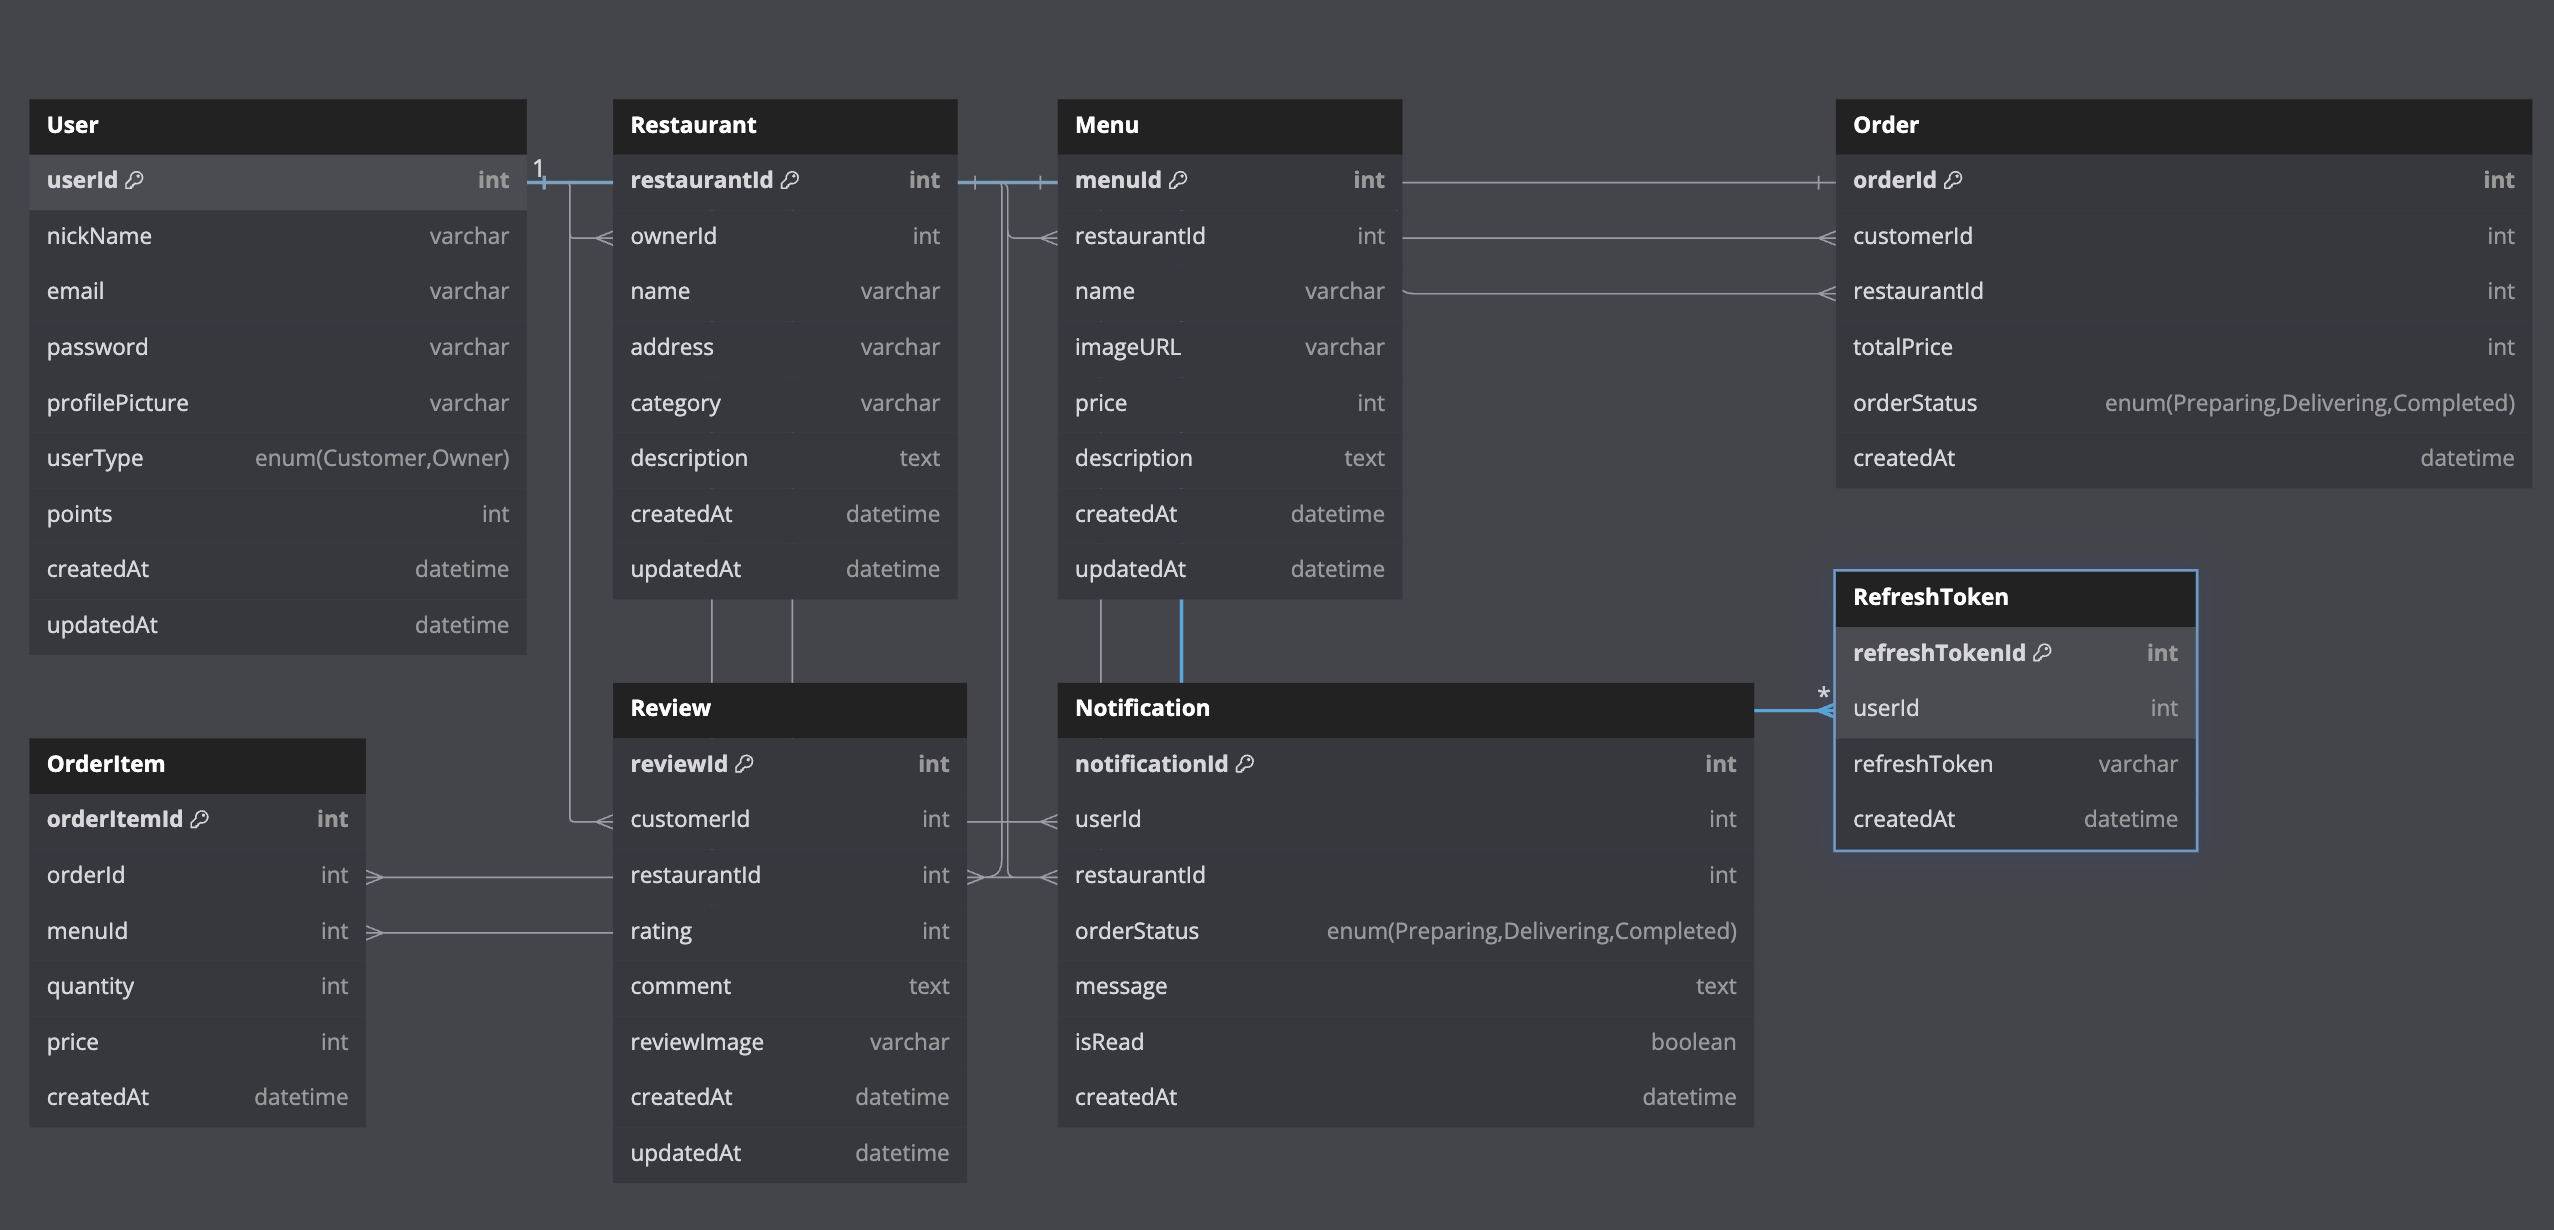 User
userId int
nickName varchar
email varchar
password varchar
profilePicture varchar
userType enum(Customer,Owner)
points int
createdAt datetime
updatedAt datetime
1
Restaurant
restaurantId int
ownerId int
name varchar
address varchar
category varchar
description text
createdAt datetime
updatedAt datetime
Menu
menuId int
restaurantId int
name varchar
imageURL varchar
price int
description text
createdAt datetime
updatedAt datetime
Order
orderId int
customerId int
restaurantId int
totalPrice int
orderStatus enum(Preparing,Delivering,Completed)
createdAt datetime
OrderItem
orderItemId int
orderId int
menuId int
quantity int
price int
createdAt datetime
Review
reviewId int
customerId int
restaurantId int
rating int
comment text
reviewImage varchar
createdAt datetime
updatedAt datetime
Notification
notificationId int
userId int
restaurantId int
orderStatus enum(Preparing,Delivering,Completed)
message text
isRead boolean
createdAt datetime
*
RefreshToken
refreshTokenId int
userId int
refreshToken varchar
createdAt datetime